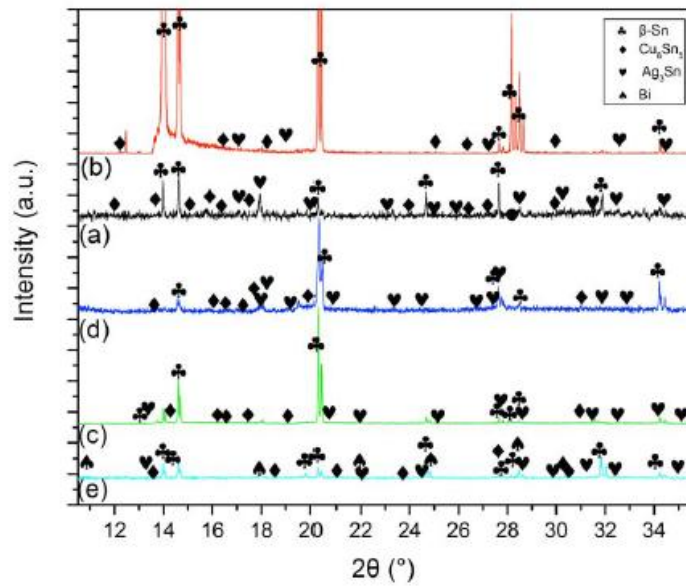 β-Sn
Cu₆Sn₅
Ag₃Sn
Bi
(b)
(a)
(d)
(c)
(e)
Intensity (a.u.)
12 14 16 18 20 22 24 26 28 30 32 34
2θ (°)